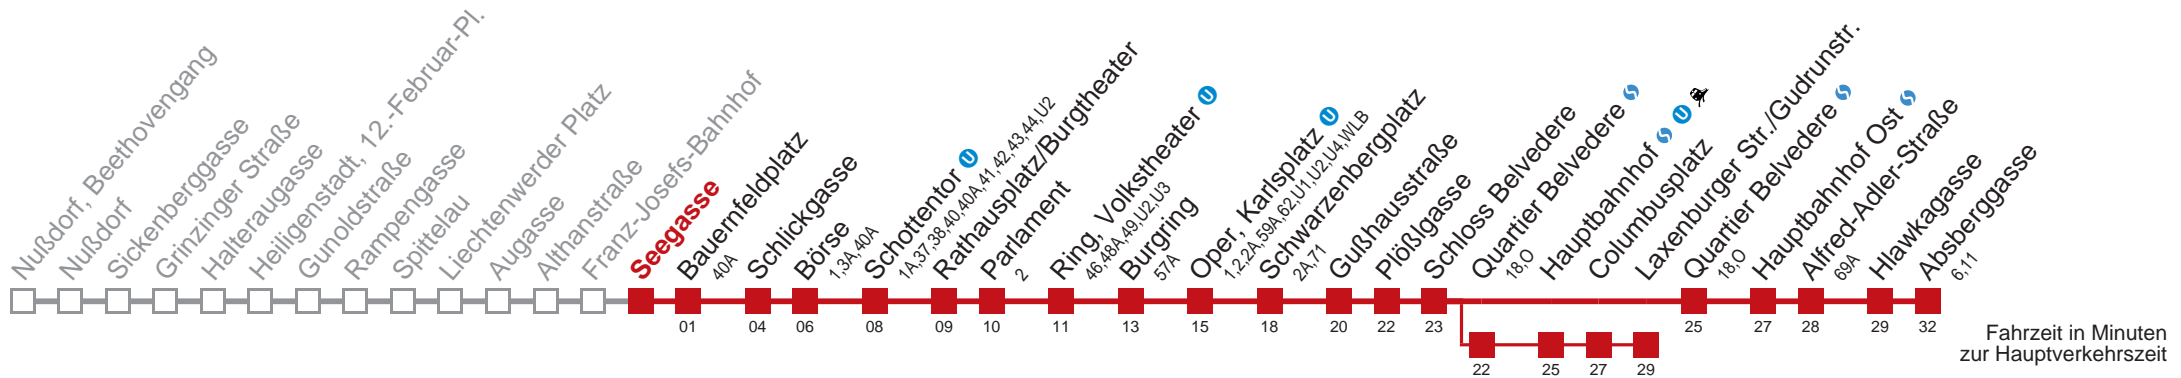 Nußdorf, Beethovengang
Nußdorf
Sickenberggasse
Grinzinger Straße
Halteraugasse
Heiligenstadt, 12.-Februar-Pl.
Gunoldstraße
Rampengasse
Spittelau
Liechtenwerder Platz
Augasse
Althanstraße
Franz-Josefs-Bahnhof
Seegasse
Bauernfeldplatz
40A
Schlickgasse
Börse
1,3A,40A
Schottentor U
1A,37,38,40,40A,41,42,43,44,U2
Rathausplatz/Burgtheater
Parlament
2
Ring, Volkstheater U
46,48A,49,U2,U3
Burgring
57A
Oper, Karlsplatz U
1,2,2A,59A,62,U1,U2,U4,WLB
Schwarzenbergplatz
2A,71
Gußhausstraße
Plößlgasse
Schloss Belvedere
Quartier Belvedere S
18,O
Hauptbahnhof S U
Columbusplatz
Laxenburger Str./Gudrunstr.
Quartier Belvedere S
18,O
Hauptbahnhof Ost S
Alfred-Adler-Straße
69A
Hlawkagasse
Absberggasse
6,11
01 04 06 08 09 10 11 13 15 18 20 22 23 25 27 28 29 32
22 25 27 29
Fahrzeit in Minuten
zur Hauptverkehrszeit